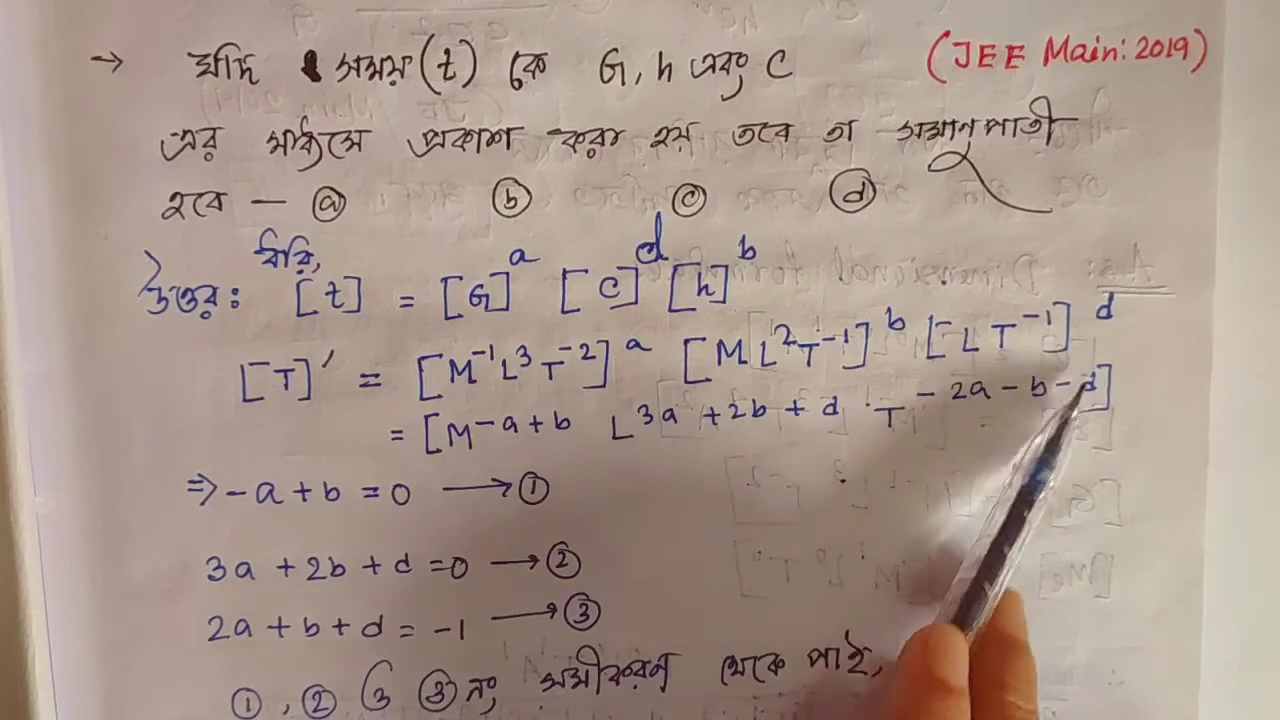 → যদি সময় (t) কে G, h এবং C (JEE Main: 2019)
এর মাধ্যমে প্রকাশ করা হয় তবে তা সমানুপাতী
হবে — ⓐ ⓑ ⓒ ⓓ
উত্তর: ধরি, [t] = [G]^a [C]^d [h]^b
[T]' = [M^-1 L^3 T^-2]^a [M L^2 T^-1]^b [L T^-1]^d
= [M^-a+b L^3a+2b+d T^-2a-b-d]
⇒ -a + b = 0 → ①
3a + 2b + d = 0 → ②
2a + b + d = -1 → ③
①, ② ও ③ নং সমীকরণ থেকে পাই,